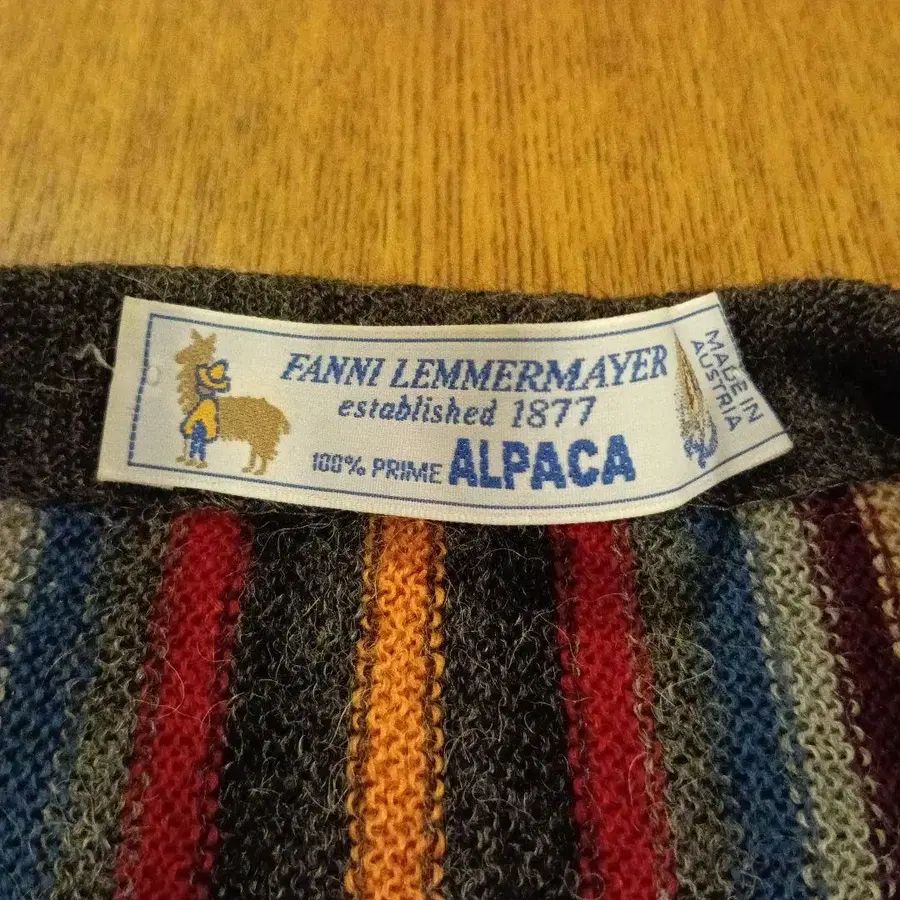 FANNI LEMMERMAYER
established 1877
100% PRIME ALPACA
MADE IN
AUSTRIA